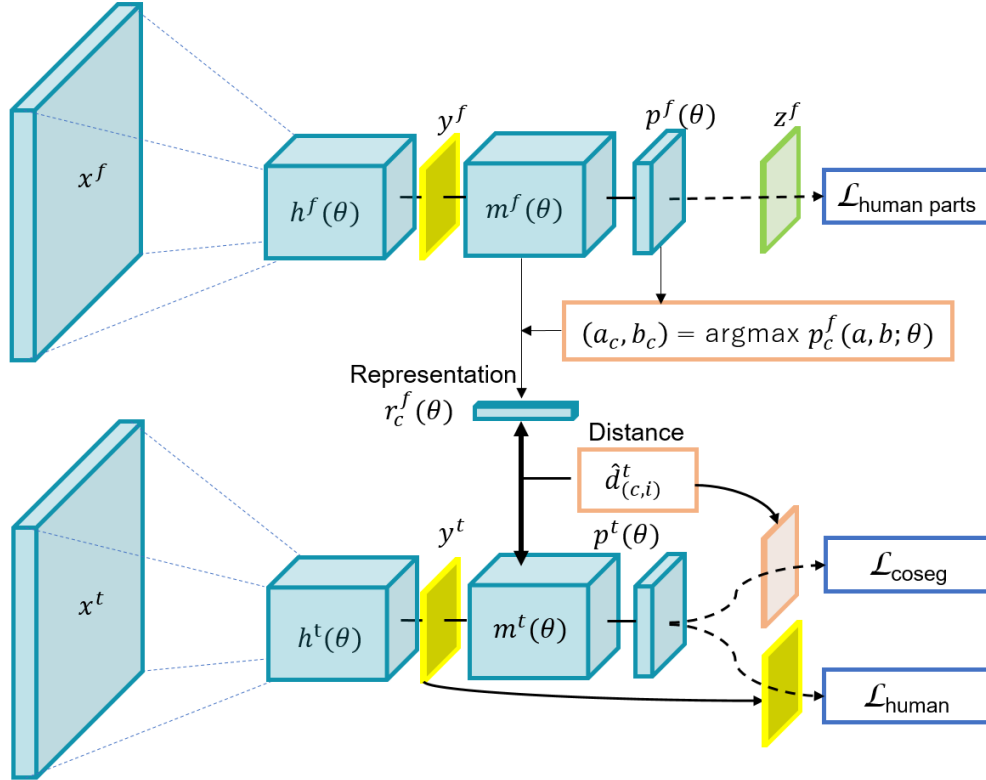 x^f
h^f(θ)
y^f
m^f(θ)
p^f(θ)
z^f
ℒ_human parts
(a_c, b_c) = argmax p_c^f(a, b; θ)
Representation
r_c^f(θ)
Distance
d̂^t_(c,i)
x^t
h^t(θ)
y^t
m^t(θ)
p^t(θ)
ℒ_coseg
ℒ_human